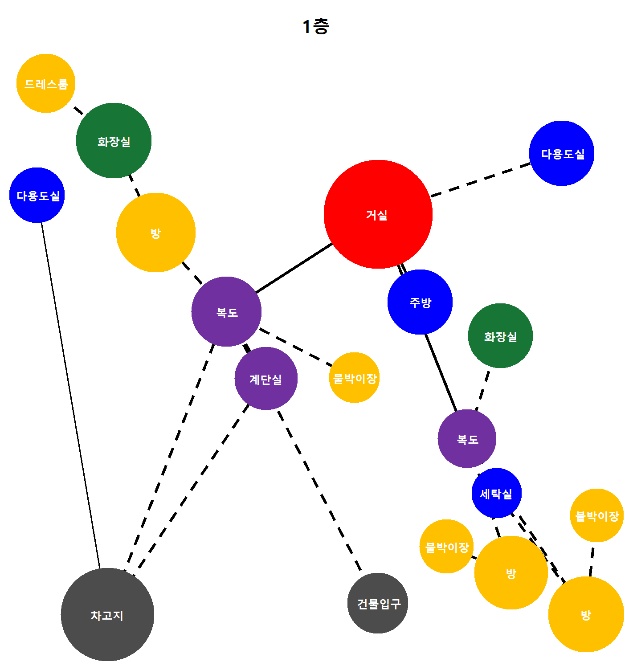 1층
드레스룸
화장실
다용도실
다용도실
거실
방
주방
복도
화장실
계단실
붙박이장
복도
세탁실
붙박이장
붙박이장
방
건물입구
차고지
방